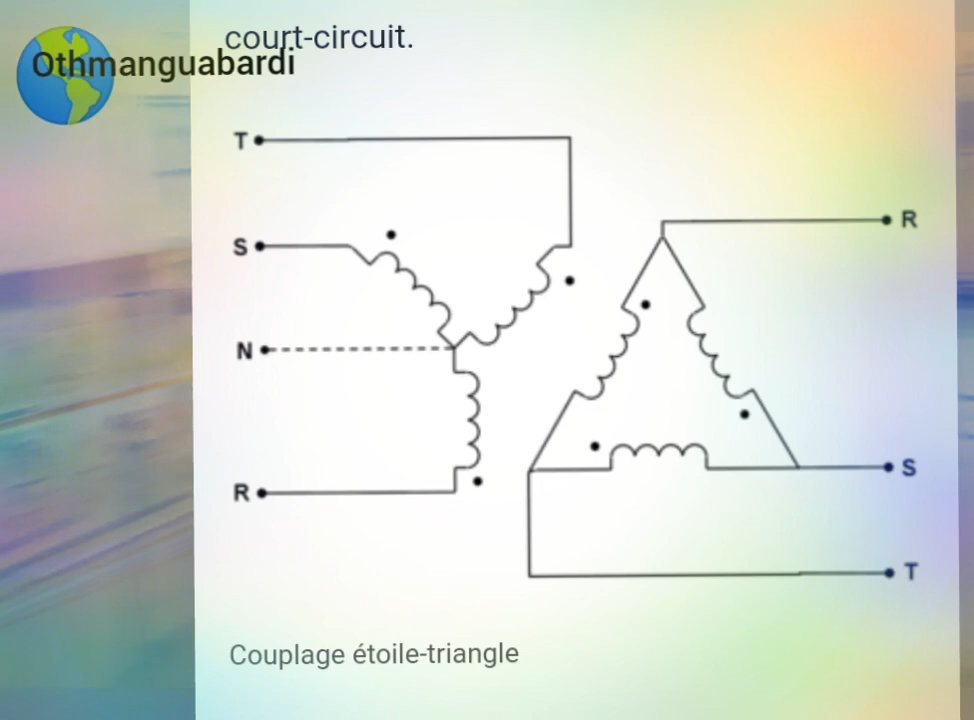 court-circuit.
Othmanguabardi
T
S
N
R
R
S
T
Couplage étoile-triangle